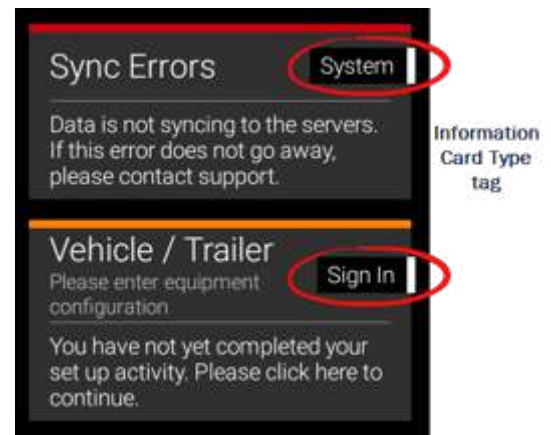 Sync Errors
System
Data is not syncing to the servers.
If this error does not go away,
please contact support.
Information
Card Type
tag
Vehicle / Trailer
Please enter equipment
configuration
Sign In
You have not yet completed your
set up activity. Please click here to
continue.